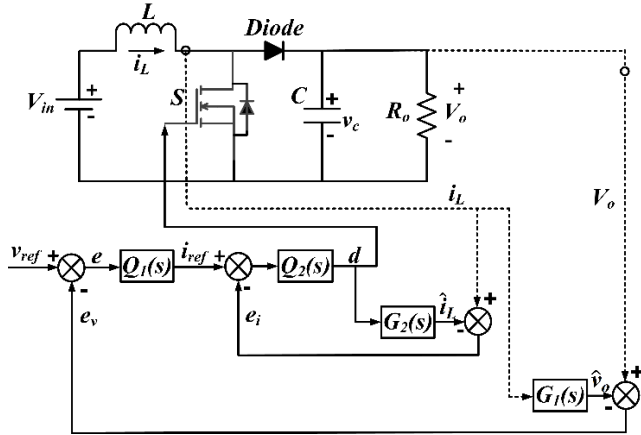 L
Diode
i_L
V_in
+
-
S
C
+
v_c
-
R_o
+
V_o
-
i_L
V_o
v_ref
+
e
Q_1(s)
i_ref
+
Q_2(s)
d
-
e_v
-
e_i
G_2(s)
î_L
+
-
G_1(s)
v̂_o
+
-